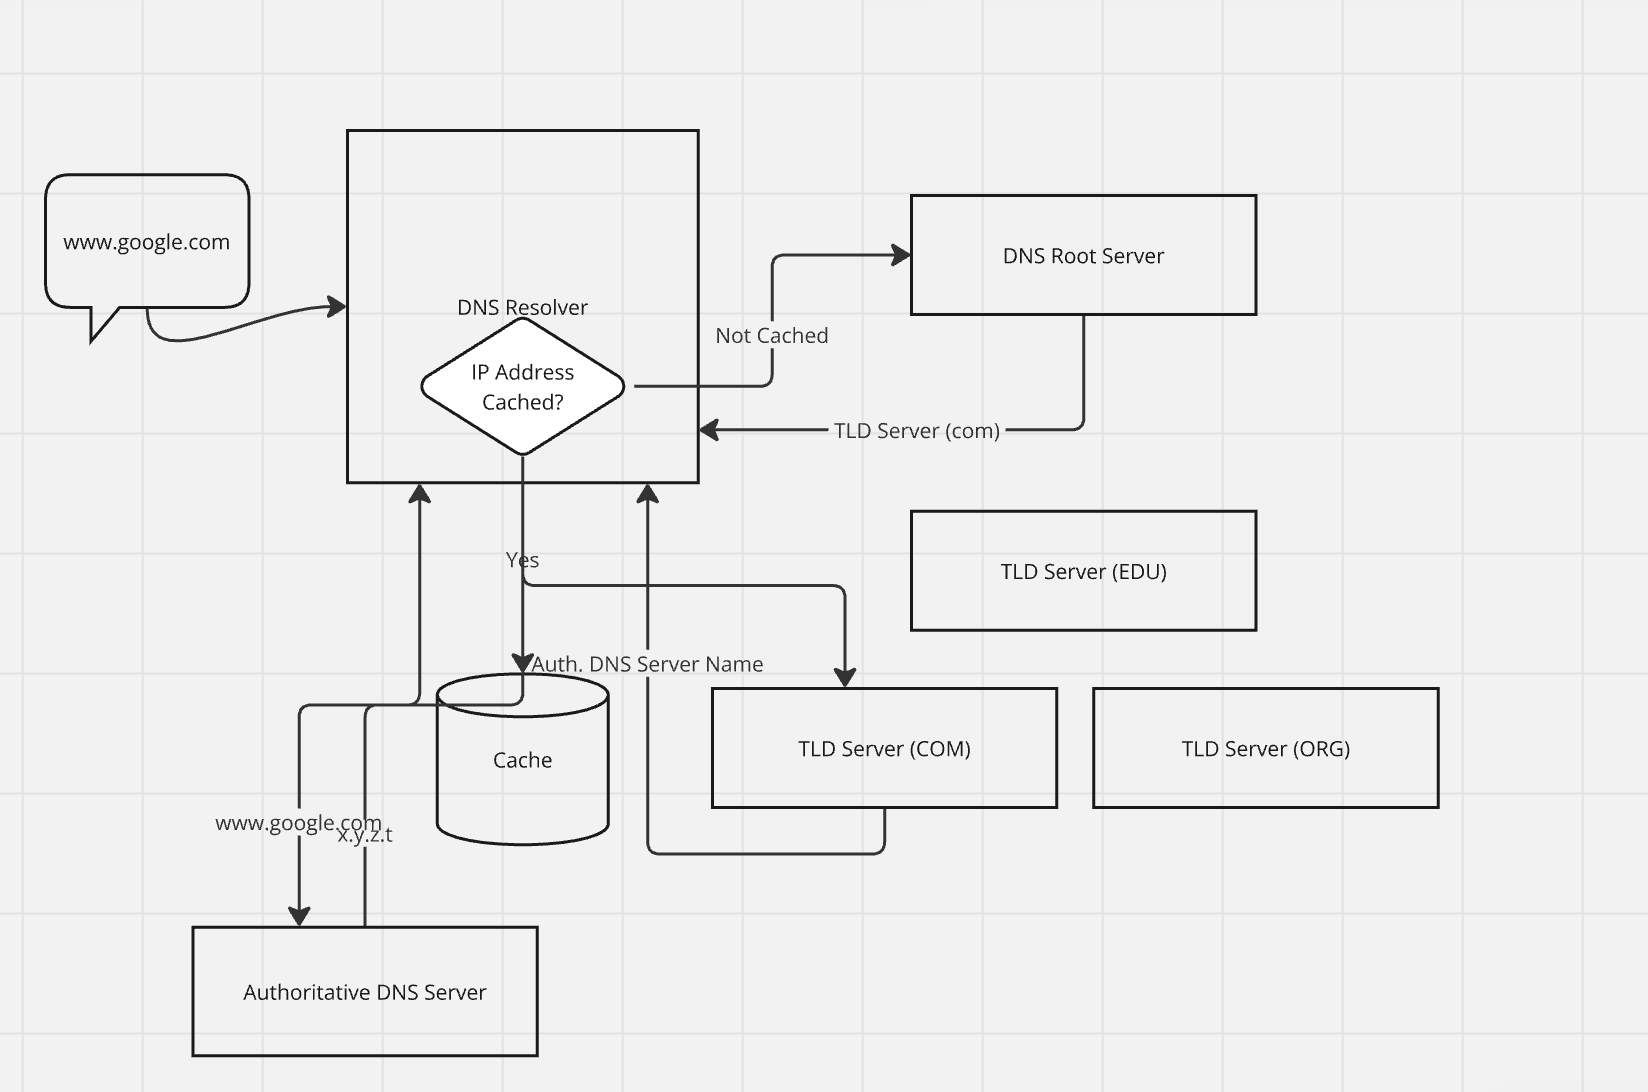 www.google.com
DNS Resolver
IP Address
Cached?
Not Cached
DNS Root Server
TLD Server (com)
Yes
TLD Server (EDU)
Auth. DNS Server Name
Cache
TLD Server (COM)
TLD Server (ORG)
www.google.com
x.y.z.t
Authoritative DNS Server